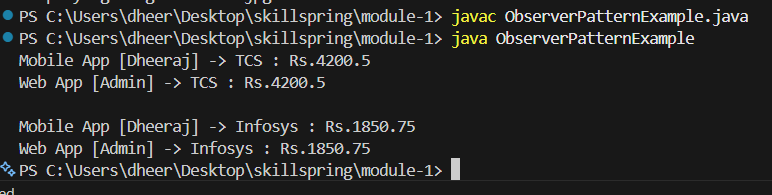 PS C:\Users\dheer\Desktop\skillspring\module-1> javac ObserverPatternExample.java
PS C:\Users\dheer\Desktop\skillspring\module-1> java ObserverPatternExample
Mobile App [Dheeraj] -> TCS : Rs.4200.5
Web App [Admin] -> TCS : Rs.4200.5
Mobile App [Dheeraj] -> Infosys : Rs.1850.75
Web App [Admin] -> Infosys : Rs.1850.75
PS C:\Users\dheer\Desktop\skillspring\module-1>